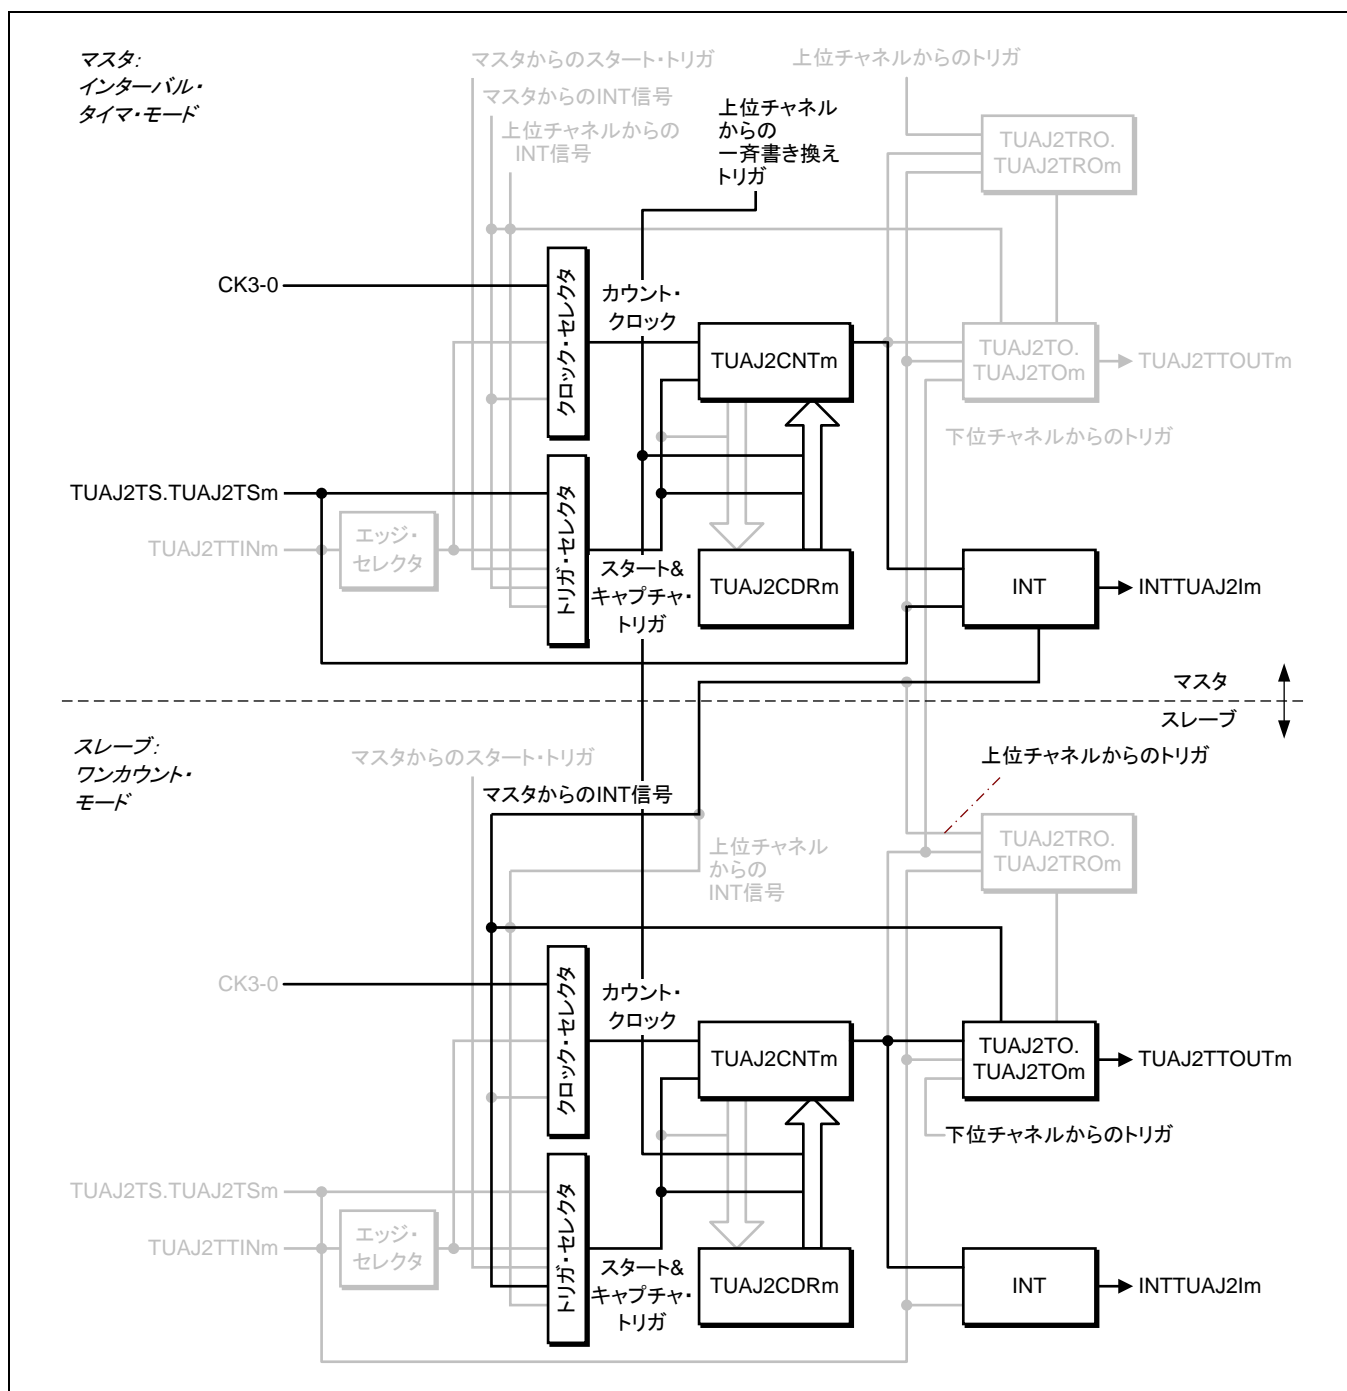 マスタ:
インターバル・
タイマ・モード
マスタからのスタート・トリガ
マスタからのINT信号
上位チャネルからの
INT信号
上位チャネル
からの
一斉書き換え
トリガ
上位チャネルからのトリガ
TUAJ2TRO.
TUAJ2TROm
CK3-0
クロック・セレクタ
カウント・
クロック
TUAJ2CNTm
TUAJ2TO.
TUAJ2TOm
TUAJ2TTOUTm
下位チャネルからのトリガ
TUAJ2TS.TUAJ2TSm
TUAJ2TTINm
エッジ・
セレクタ
トリガ・セレクタ
スタート&
キャプチャ・
トリガ
TUAJ2CDRm
INT
INTTUAJ2Im
マスタ
スレーブ
スレーブ:
ワンカウント・
モード
マスタからのスタート・トリガ
マスタからのINT信号
上位チャネル
からの
INT信号
上位チャネルからのトリガ
TUAJ2TRO.
TUAJ2TROm
CK3-0
クロック・セレクタ
カウント・
クロック
TUAJ2CNTm
TUAJ2TO.
TUAJ2TOm
TUAJ2TTOUTm
下位チャネルからのトリガ
TUAJ2TS.TUAJ2TSm
TUAJ2TTINm
エッジ・
セレクタ
トリガ・セレクタ
スタート&
キャプチャ・
トリガ
TUAJ2CDRm
INT
INTTUAJ2Im